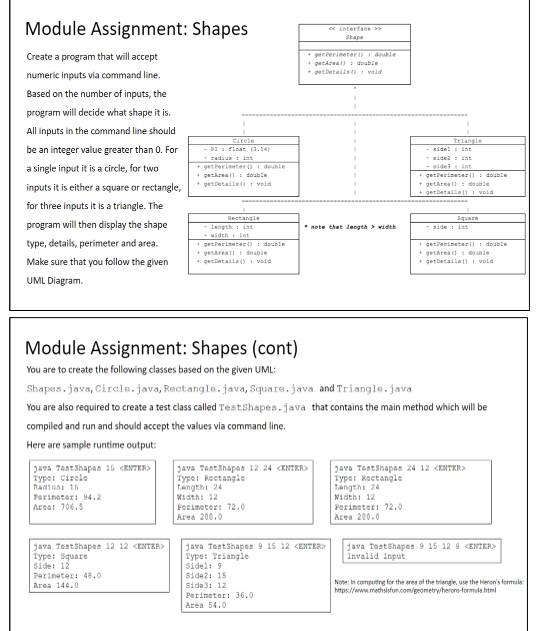 Module Assignment: Shapes
Create a program that will accept
numeric inputs via command line.
Based on the number of inputs, the
program will decide what shape it is.
All inputs in the command line should
be an integer value greater than 0. For
a single input it is a circle, for two
inputs it is either a square or rectangle,
for three inputs it is a triangle. The
program will then display the shape
type, details, perimeter and area.
Make sure that you follow the given
UML Diagram.
<< interface >>
Shape
+ getPerimeter() : double
+ getArea() : double
+ getDetails() : void
Circle
- PI : float (3.14)
- radius : int
+ getPerimeter() : double
+ getArea() : double
+ getDetails() : void
Triangle
- side1 : int
- side2 : int
- side3 : int
+ getPerimeter() : double
+ getArea() : double
+ getDetails() : void
Rectangle
- length : int
- width : int
+ getPerimeter() : double
+ getArea() : double
+ getDetails() : void
* note that length > width
Square
- side : int
+ getPerimeter() : double
+ getArea() : double
+ getDetails() : void
Module Assignment: Shapes (cont)
You are to create the following classes based on the given UML:
Shapes.java, Circle.java, Rectangle.java, Square.java and Triangle.java
You are also required to create a test class called TestShapes.java that contains the main method which will be
compiled and run and should accept the values via command line.
Here are sample runtime output:
java TestShapes 15 <ENTER>
Type: Circle
Radius: 15
Perimeter: 94.2
Area: 706.5
java TestShapes 12 24 <ENTER>
Type: Rectangle
Length: 24
Width: 12
Perimeter: 72.0
Area 288.0
java TestShapes 24 12 <ENTER>
Type: Rectangle
Length: 24
Width: 12
Perimeter: 72.0
Area 288.0
java TestShapes 12 12 <ENTER>
Type: Square
Side: 12
Perimeter: 48.0
Area 144.0
java TestShapes 9 15 12 <ENTER>
Type: Triangle
Side1: 9
Side2: 15
Side3: 12
Perimeter: 36.0
Area 54.0
java TestShapes 9 15 12 8 <ENTER>
Invalid Input
Note: In computing for the area of the triangle, use the Heron's formula:
https://www.mathsisfun.com/geometry/herons-formula.html